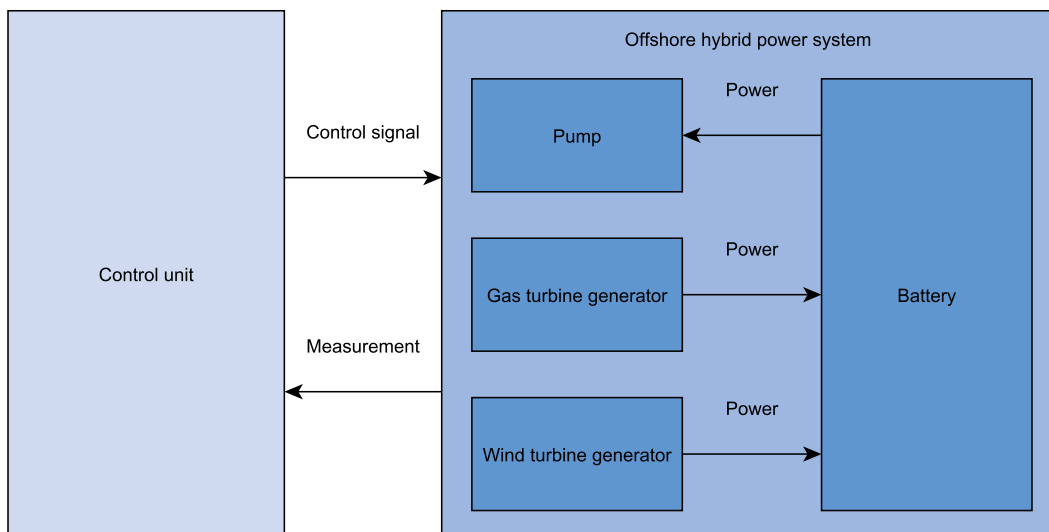 Offshore hybrid power system
Control signal
Control unit
Measurement
Pump
Power
Gas turbine generator
Power
Battery
Wind turbine generator
Power